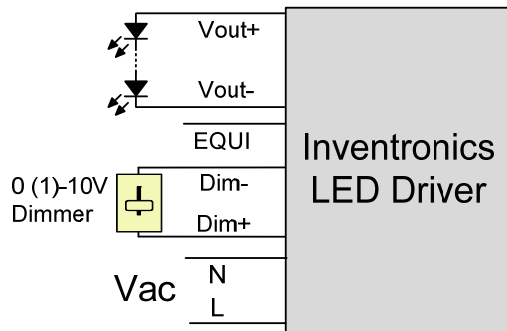 Vout+
Vout-
EQUI
Inventronics
LED Driver
0 (1)-10V
Dimmer
Dim-
Dim+
Vac
N
L